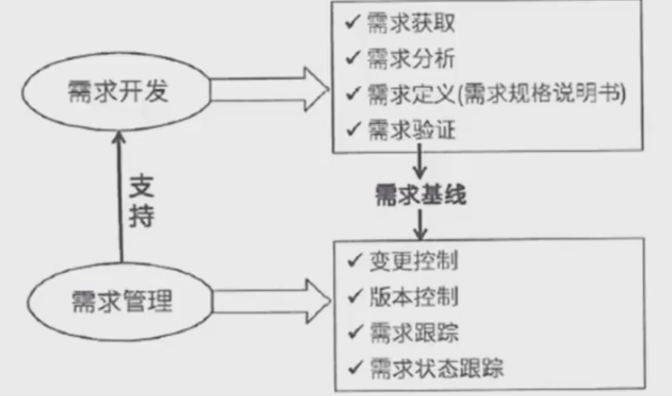 需求开发
✓ 需求获取
✓ 需求分析
✓ 需求定义(需求规格说明书)
✓ 需求验证
支
持
需求基线
需求管理
✓ 变更控制
✓ 版本控制
✓ 需求跟踪
✓ 需求状态跟踪